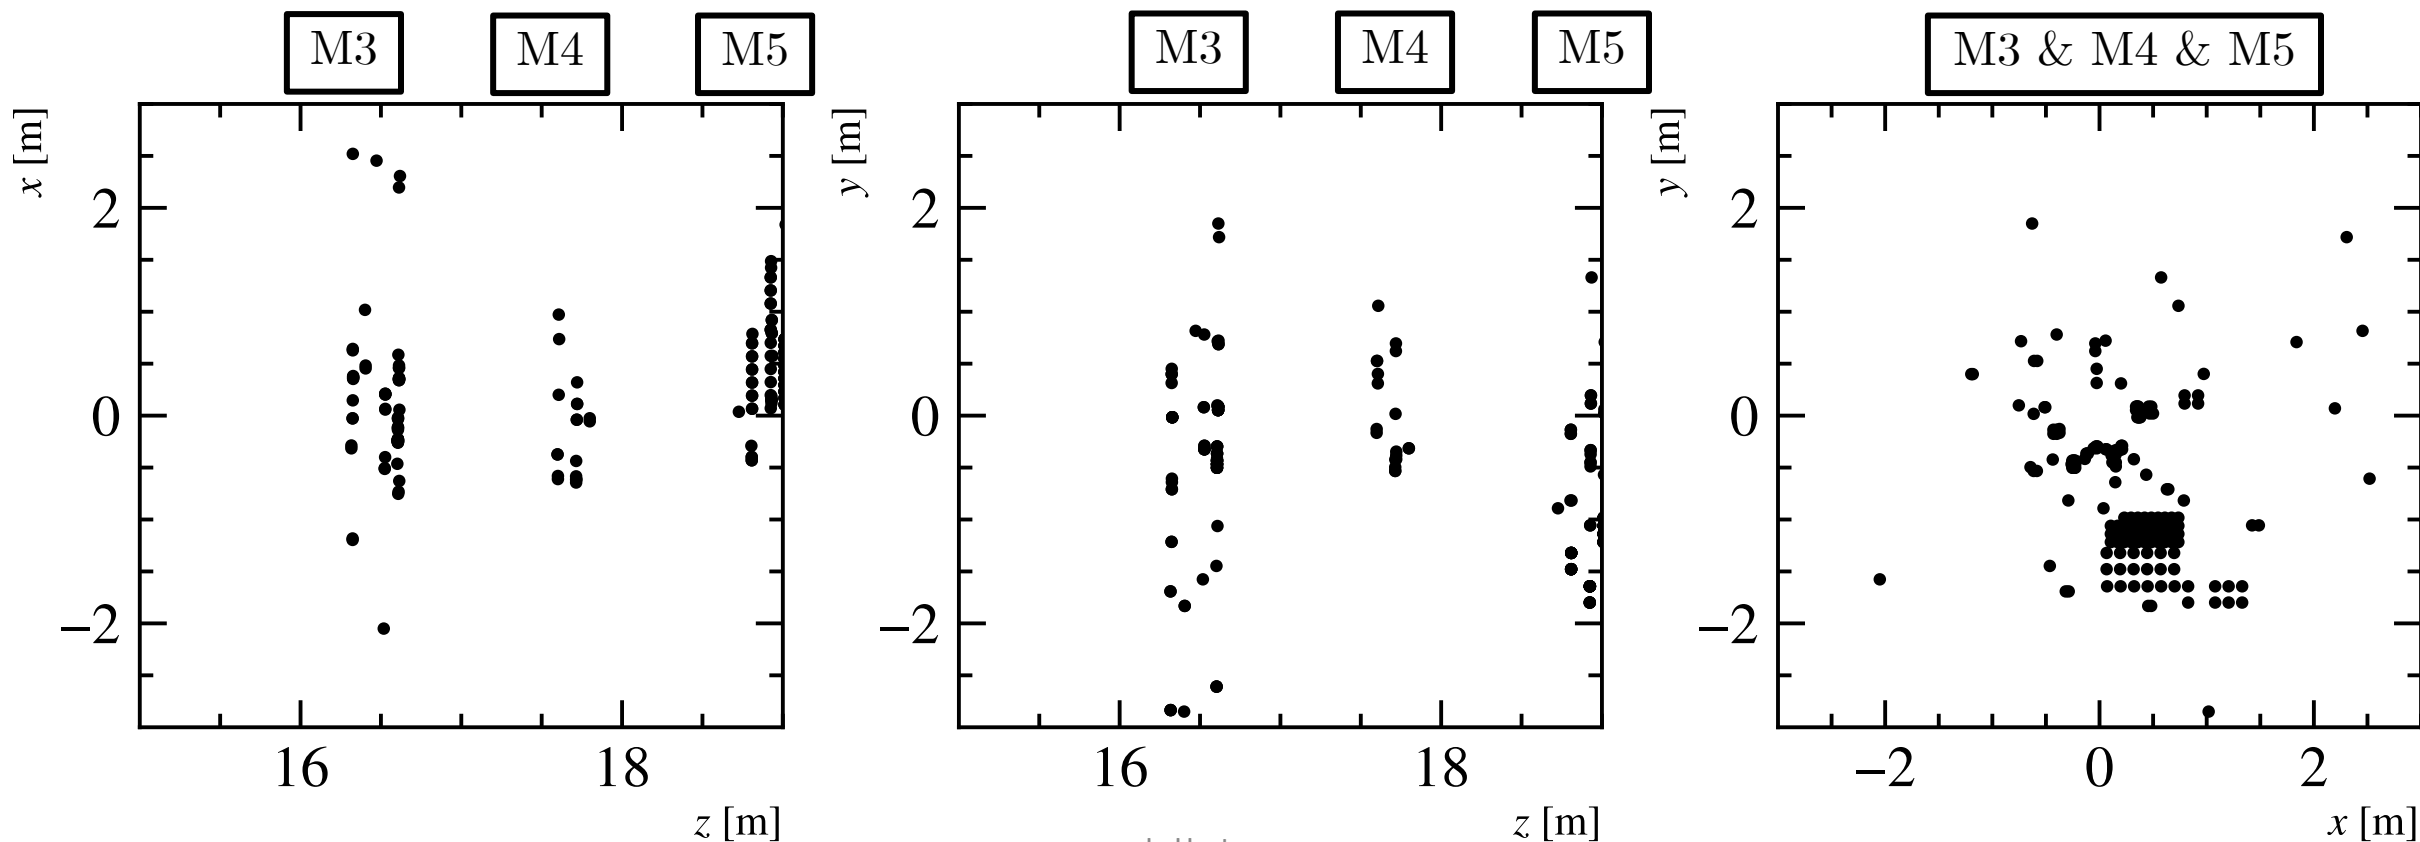 M3 M4 M5 M3 M4 M5 M3 & M4 & M5
x [m] y [m] y [m]
2 2 2
0 0 0
−2 −2 −2
16 18 16 18 −2 0 2
z [m] z [m] x [m]